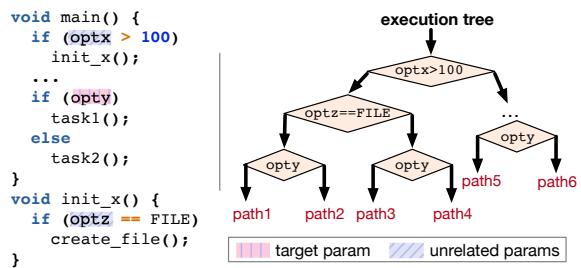 void main() {
if (optx > 100)
init_x();
...
if (opty)
task1();
else
task2();
}
void init_x() {
if (optz == FILE)
create_file();
}
execution tree
optx>100
optz==FILE
...
opty
opty
opty
path1
path2
path3
path4
path5
path6
target param
unrelated params